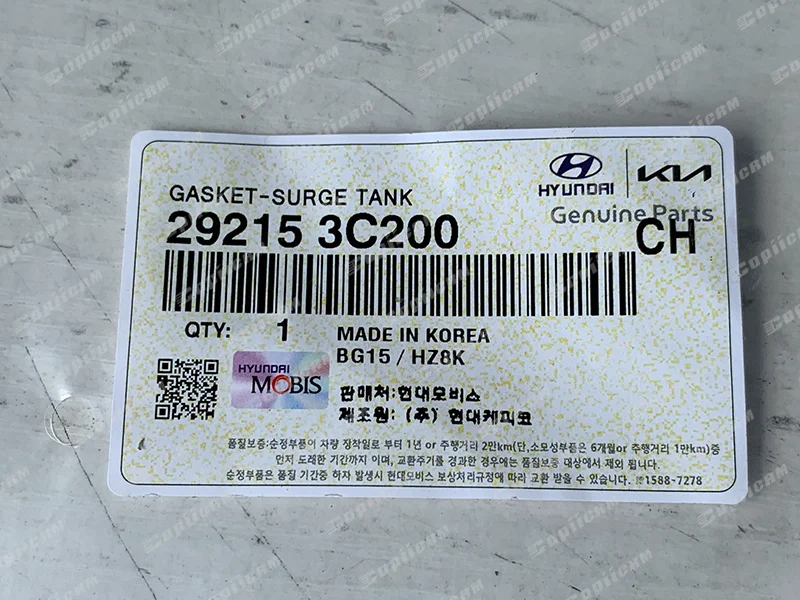 HYUNDAI KIA
GASKET-SURGE TANK
Genuine Parts
29215 3C200
CH
QTY: 1 MADE IN KOREA
BG15 / HZ8K
HYUNDAI
MOBIS
판매처:현대모비스
제조원: (주) 현대케피코
품질보증:순정부품이 차량 장착일로 부터 1년 or 주행거리 2만km(단,소모성부품은 6개월or 주행거리 1만km)중
먼저 도래한 기간까지 이며, 교환주기를 경과한 경우에는 품질보증 대상에서 제외 됩니다.
순정부품은 품질 기간중 하자 발생시 현대모비스 보상처리규정에 따라 교환 받을 수 있습니다. ☏1588-7278
Copiicam